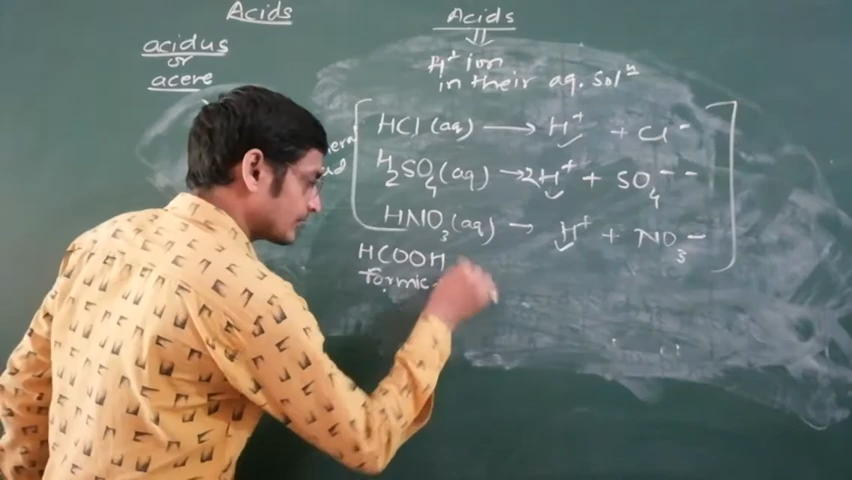 Acids
acidus
or
acere
Acids
H⁺ ion
in their aq. solⁿ
HCl (aq) → H⁺ + Cl⁻
H₂SO₄ (aq) → 2H⁺ + SO₄⁻⁻
HNO₃ (aq) → H⁺ + NO₃⁻
HCOOH
formic